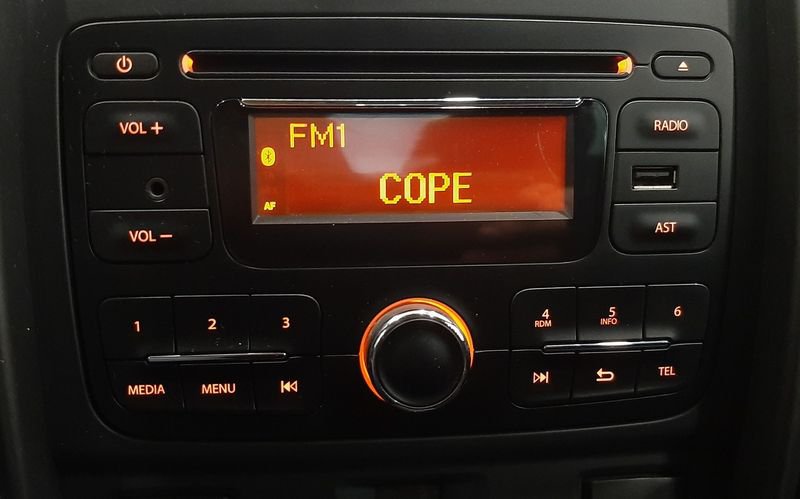 VOL +
FM1
RADIO
COPE
AF
VOL −
AST
1
2
3
4
RDM
5
INFO
6
MEDIA
MENU
TEL